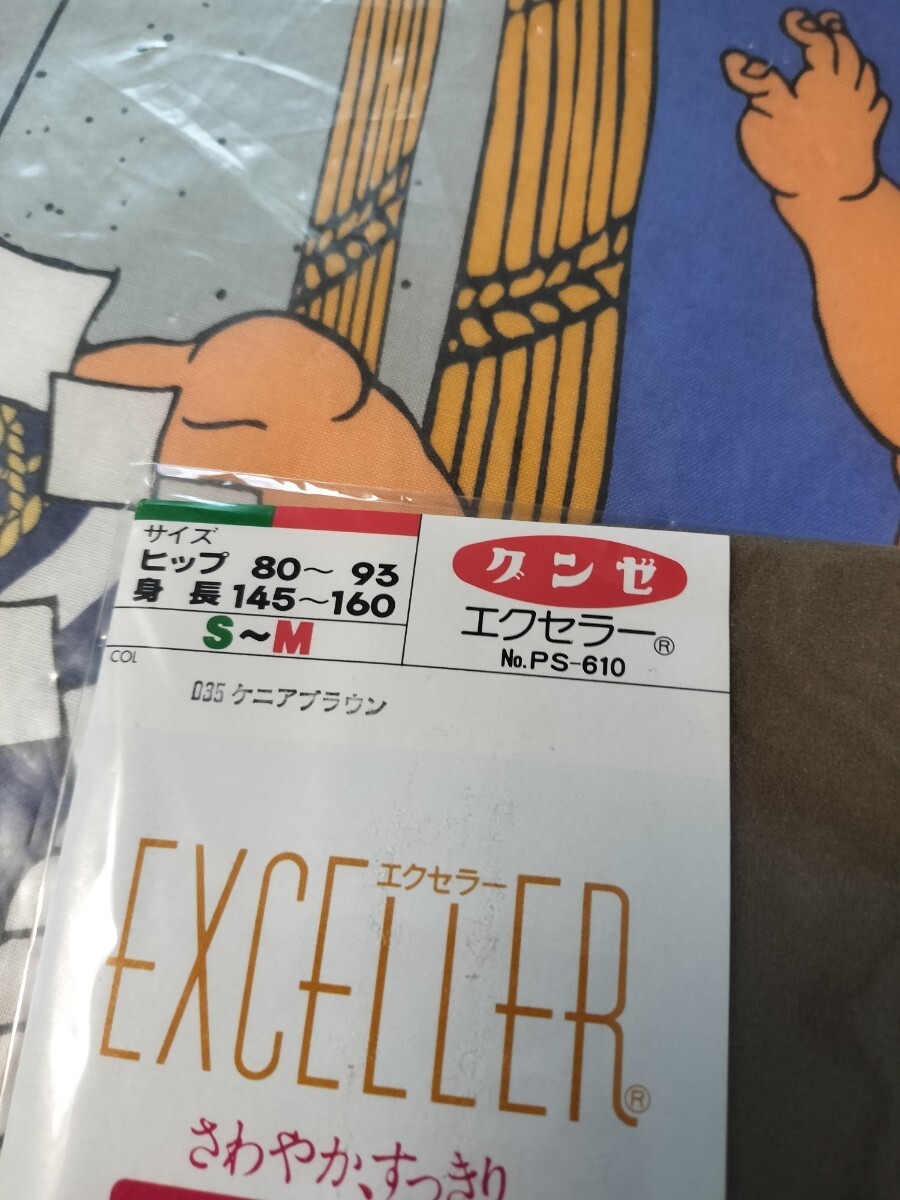 サイズ
ヒップ 80～ 93
身 長 145～160
S～M
グンゼ
エクセラー®
No.PS-610
COL
035 ケニアブラウン
エクセラー
EXCELLER®
さわやか、すっきり